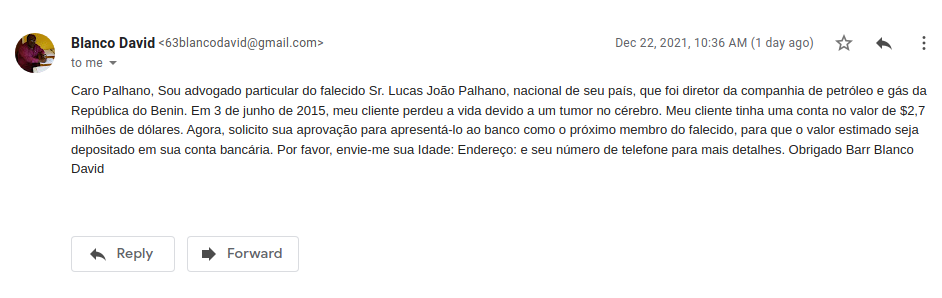 Blanco David <63blancodavid@gmail.com> Dec 22, 2021, 10:36 AM (1 day ago)
to me
Caro Palhano, Sou advogado particular do falecido Sr. Lucas João Palhano, nacional de seu país, que foi diretor da companhia de petróleo e gás da
República do Benin. Em 3 de junho de 2015, meu cliente perdeu a vida devido a um tumor no cérebro. Meu cliente tinha uma conta no valor de $2,7
milhões de dólares. Agora, solicito sua aprovação para apresentá-lo ao banco como o próximo membro do falecido, para que o valor estimado seja
depositado em sua conta bancária. Por favor, envie-me sua Idade: Endereço: e seu número de telefone para mais detalhes. Obrigado Barr Blanco
David
Reply Forward